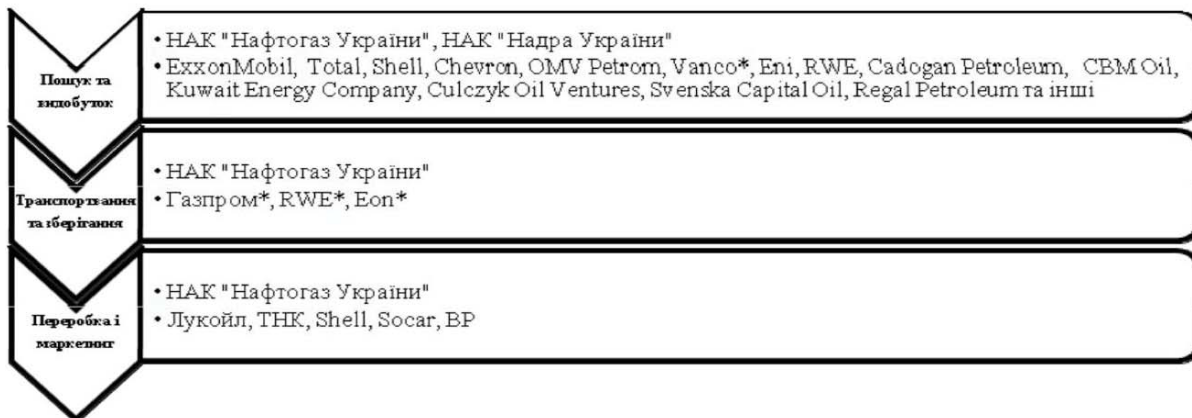 Пошук та
видобуток
• НАК "Нафтогаз України", НАК "Надра України"
• ExxonMobil, Total, Shell, Chevron, OMV Petrom, Vanco*, Eni, RWE, Cadogan Petroleum, CBM Oil,
Kuwait Energy Company, Culczyk Oil Ventures, Svenska Capital Oil, Regal Petroleum та інші
Транспортвання
та зберігання
• НАК "Нафтогаз України"
• Газпром*, RWE*, Eon*
Переробка і
маркетинг
• НАК "Нафтогаз України"
• Лукойл, ТНК, Shell, Socar, BP